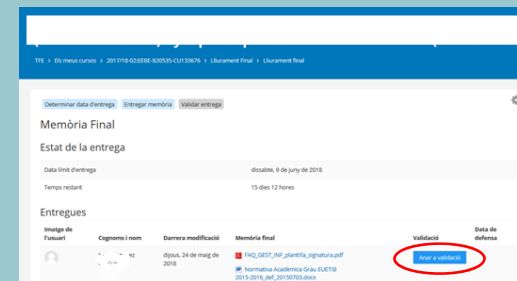 TFE > Els meus cursos > 2017/18-02:EEBE-820535-CU133676 > Lliurament Final > Lliurament final
Determinar data d'entrega Entregar memòria Validar entrega
Memòria Final
Estat de la entrega
Data límit d'entrega dissabte, 9 de juny de 2018
Temps restant 15 dies 12 hores
Entregues
Imatge de l'usuari Cognoms i nom Darrera modificació Memòria final Validació Data de defensa
dijous, 24 de maig de 2018 FAQ_GEST_INF_plantilla_signatura.pdf Anar a validació
Normativa Acadèmica Grau EUETIB
2015-2016_def_20150703.docx